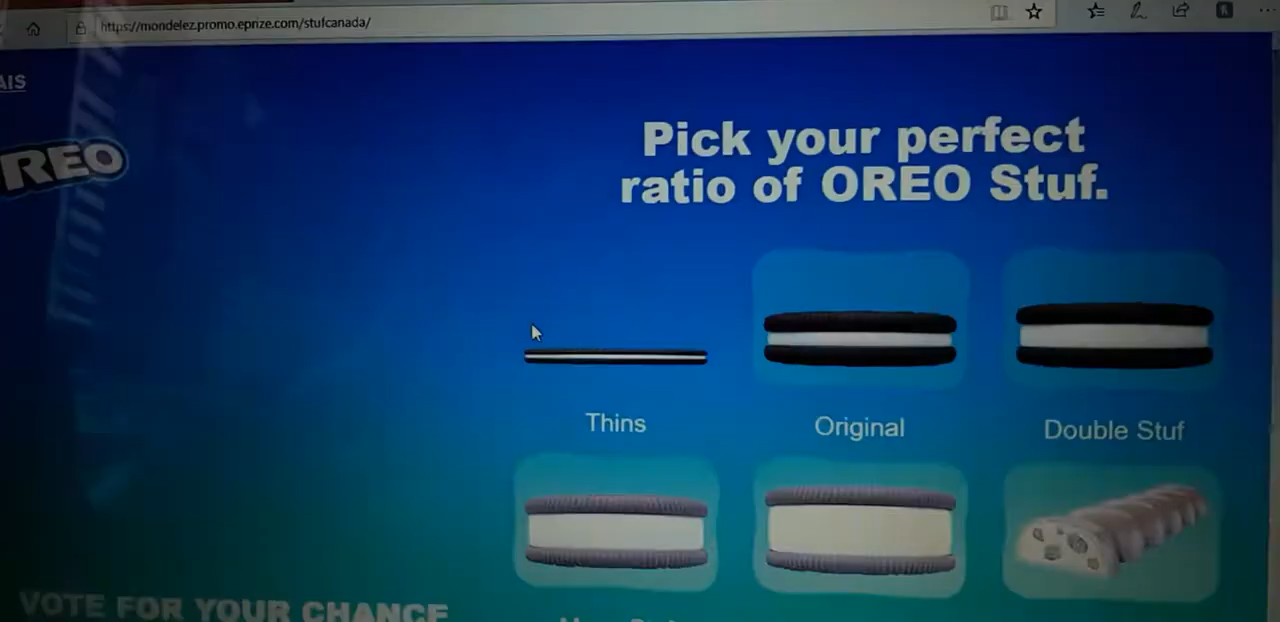 https://mondelez.promo.eprize.com/stufcanada/
AIS
REO
Pick your perfect
ratio of OREO Stuf.
Thins
Original
Double Stuf
VOTE FOR YOUR CHANCE